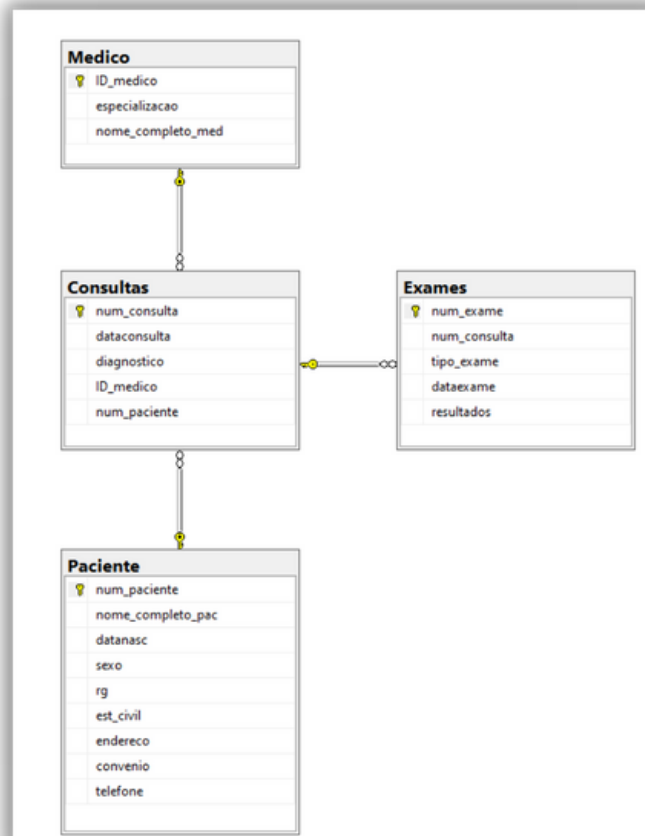 Medico
ID_medico
especializacao
nome_completo_med
Consultas
num_consulta
dataconsulta
diagnostico
ID_medico
num_paciente
Exames
num_exame
num_consulta
tipo_exame
dataexame
resultados
Paciente
num_paciente
nome_completo_pac
datanasc
sexo
rg
est_civil
endereco
convenio
telefone